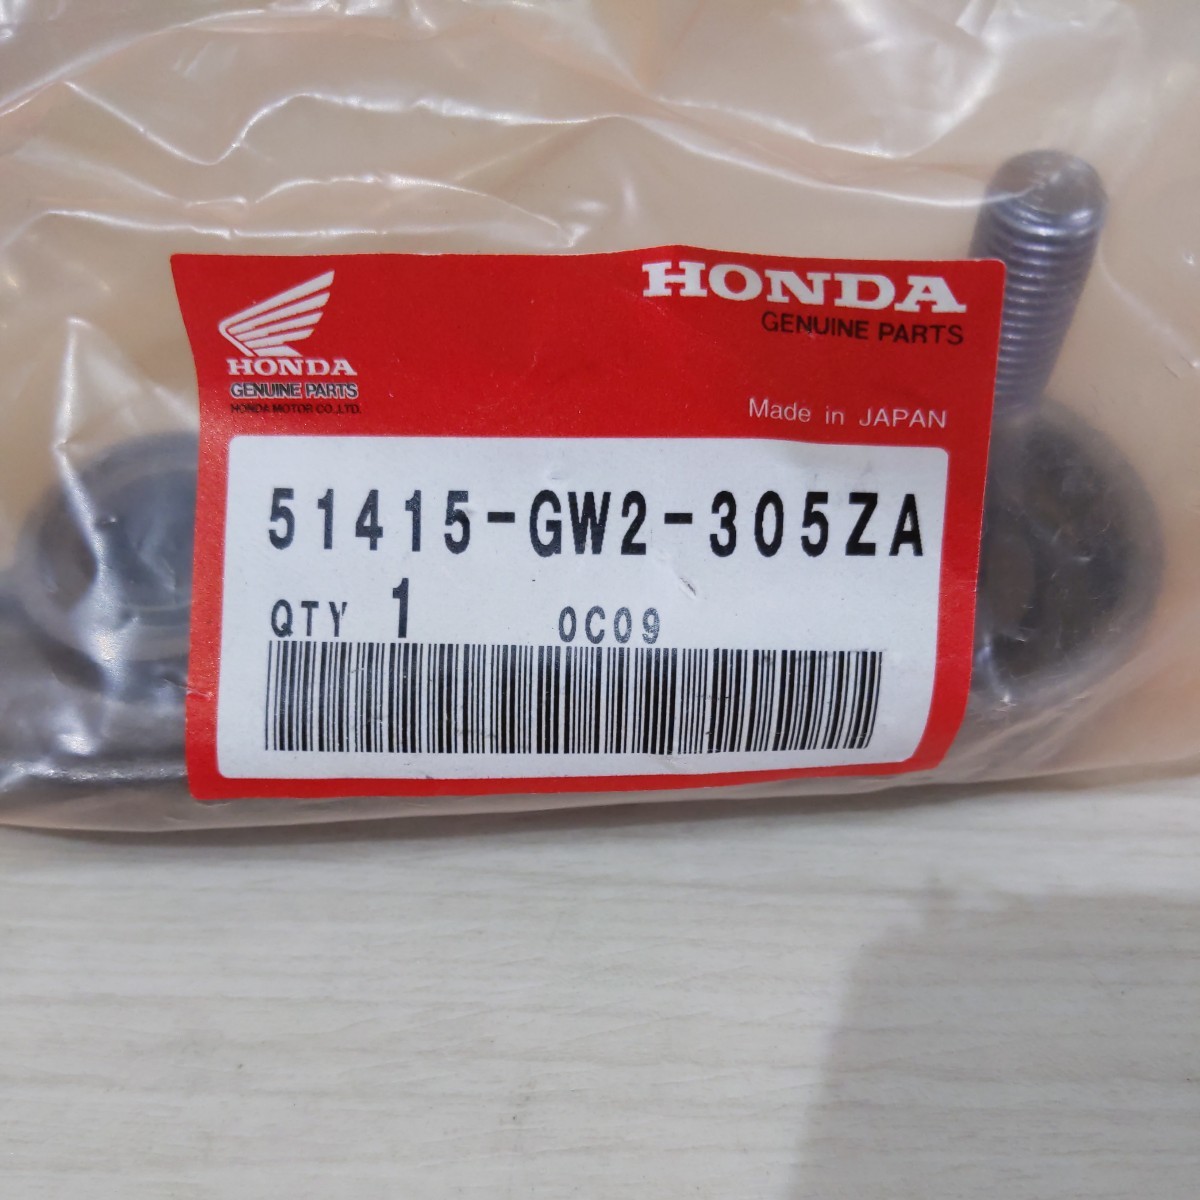 HONDA
GENUINE PARTS
HONDA MOTOR CO.,LTD.
HONDA
GENUINE PARTS
Made in JAPAN
51415-GW2-305ZA
QTY 1 0C09